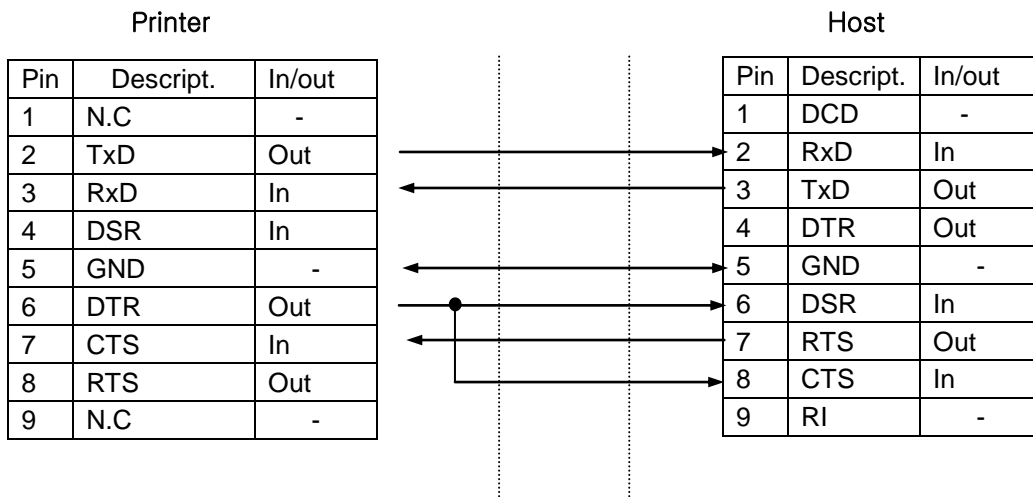 Printer Host
Pin Descript. In/out Pin Descript. In/out
1 N.C - 1 DCD -
2 TxD Out 2 RxD In
3 RxD In 3 TxD Out
4 DSR In 4 DTR Out
5 GND - 5 GND -
6 DTR Out 6 DSR In
7 CTS In 7 RTS Out
8 RTS Out 8 CTS In
9 N.C - 9 RI -